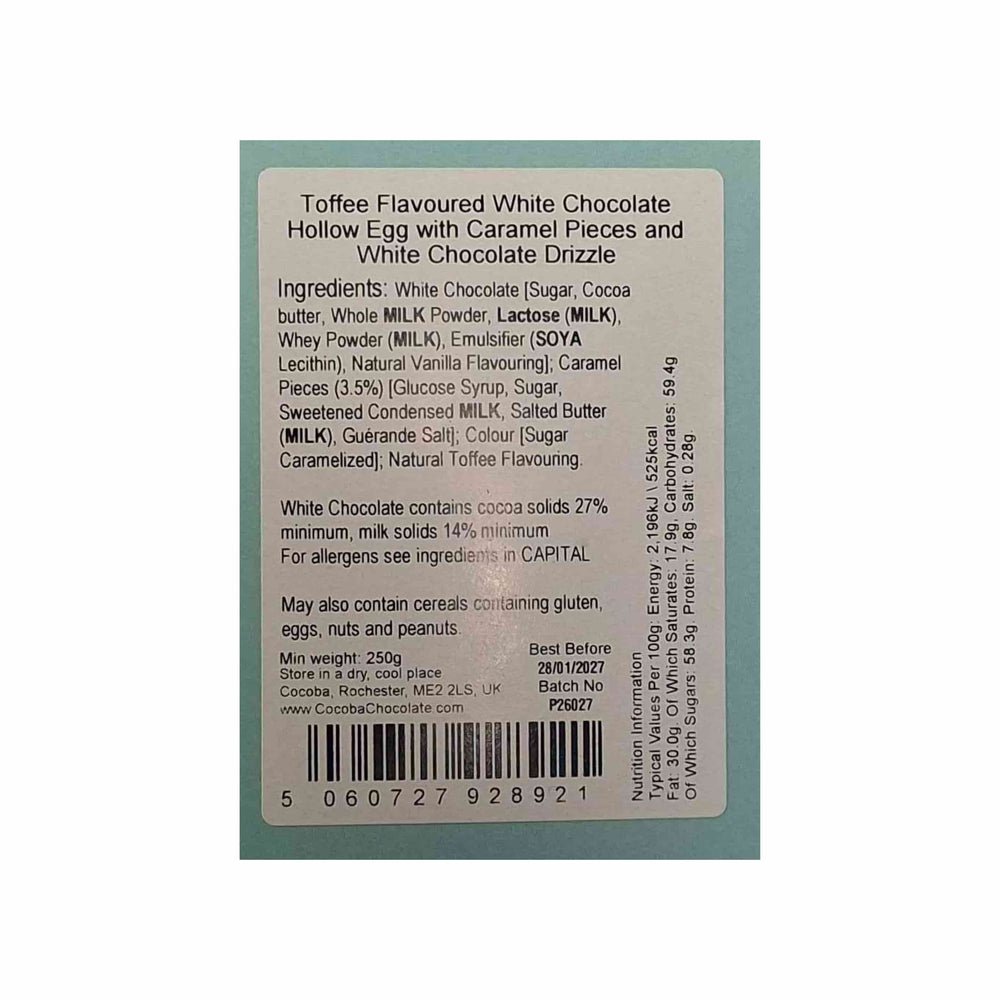 Toffee Flavoured White Chocolate
Hollow Egg with Caramel Pieces and
White Chocolate Drizzle
Ingredients: White Chocolate [Sugar, Cocoa
butter, Whole MILK Powder, Lactose (MILK),
Whey Powder (MILK), Emulsifier (SOYA
Lecithin), Natural Vanilla Flavouring]; Caramel
Pieces (3.5%) [Glucose Syrup, Sugar,
Sweetened Condensed MILK, Salted Butter
(MILK), Guérande Salt]; Colour [Sugar
Caramelized]; Natural Toffee Flavouring.
White Chocolate contains cocoa solids 27%
minimum, milk solids 14% minimum
For allergens see ingredients in CAPITAL
May also contain cereals containing gluten,
eggs, nuts and peanuts.
Min weight: 250g
Store in a dry, cool place
Cocoba, Rochester, ME2 2LS, UK
www.CocobaChocolate.com
Best Before
28/01/2027
Batch No
P26027
5 060727 928921
Nutrition Information
Typical Values Per 100g: Energy: 2,196kJ \ 525kcal
Fat: 30.0g. Of Which Saturates: 17.9g, Carbohydrates: 59.4g
Of Which Sugars: 58.3g. Protein: 7.8g. Salt: 0.28g.